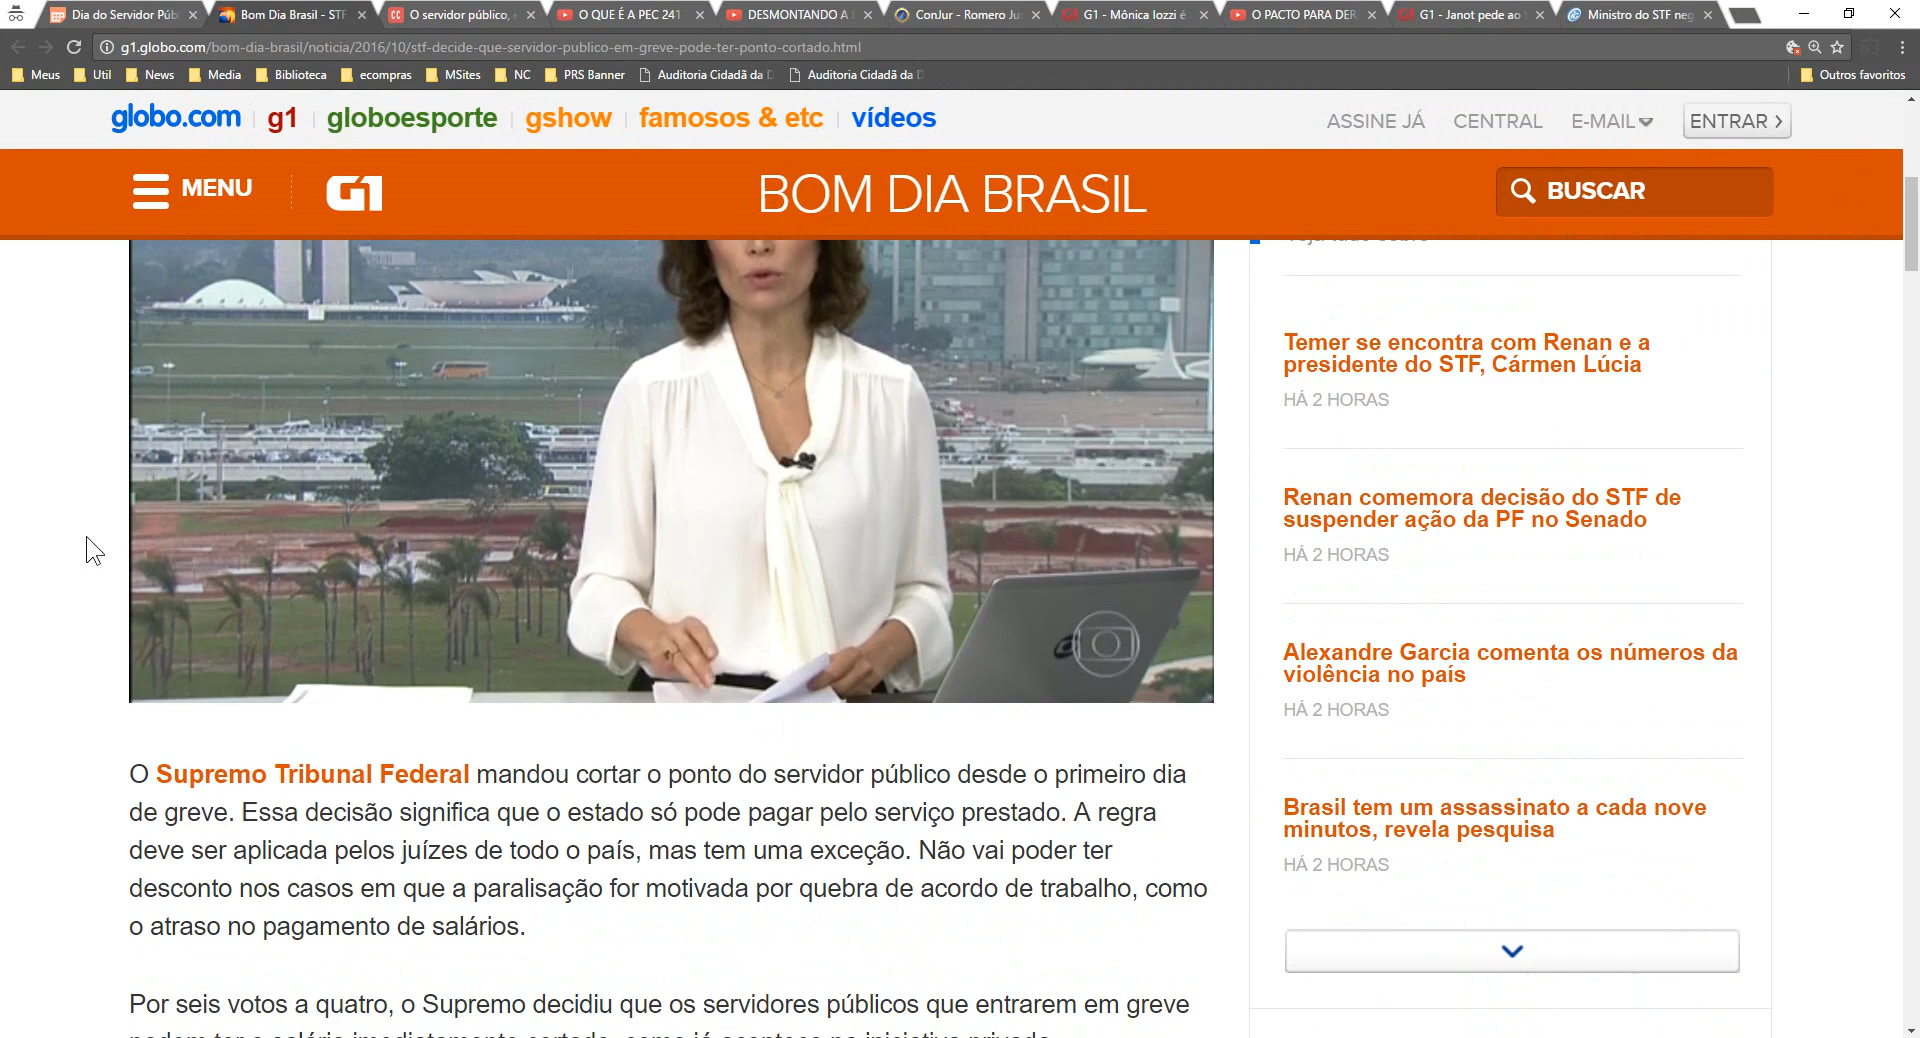 Dia do Servidor Púb
Bom Dia Brasil - STF
O servidor público, e
O QUE É A PEC 241
DESMONTANDO A
ConJur - Romero Ju
G1 - Mônica Iozzi é
O PACTO PARA DER
G1 - Janot pede ao
Ministro do STF neg
g1.globo.com/bom-dia-brasil/noticia/2016/10/stf-decide-que-servidor-publico-em-greve-pode-ter-ponto-cortado.html
Meus Util News Media Biblioteca ecompras MSites NC PRS Banner Auditoria Cidadã da D Auditoria Cidadã da D Outros favoritos
globo.com g1 globoesporte gshow famosos & etc vídeos ASSINE JÁ CENTRAL E-MAIL ENTRAR >
MENU G1 BOM DIA BRASIL BUSCAR
Temer se encontra com Renan e a
presidente do STF, Cármen Lúcia
HÁ 2 HORAS
Renan comemora decisão do STF de
suspender ação da PF no Senado
HÁ 2 HORAS
Alexandre Garcia comenta os números da
violência no país
HÁ 2 HORAS
Brasil tem um assassinato a cada nove
minutos, revela pesquisa
HÁ 2 HORAS
O Supremo Tribunal Federal mandou cortar o ponto do servidor público desde o primeiro dia
de greve. Essa decisão significa que o estado só pode pagar pelo serviço prestado. A regra
deve ser aplicada pelos juízes de todo o país, mas tem uma exceção. Não vai poder ter
desconto nos casos em que a paralisação for motivada por quebra de acordo de trabalho, como
o atraso no pagamento de salários.
Por seis votos a quatro, o Supremo decidiu que os servidores públicos que entrarem em greve
podem ter o salário imediatamente cortado, como já acontece na iniciativa privada.